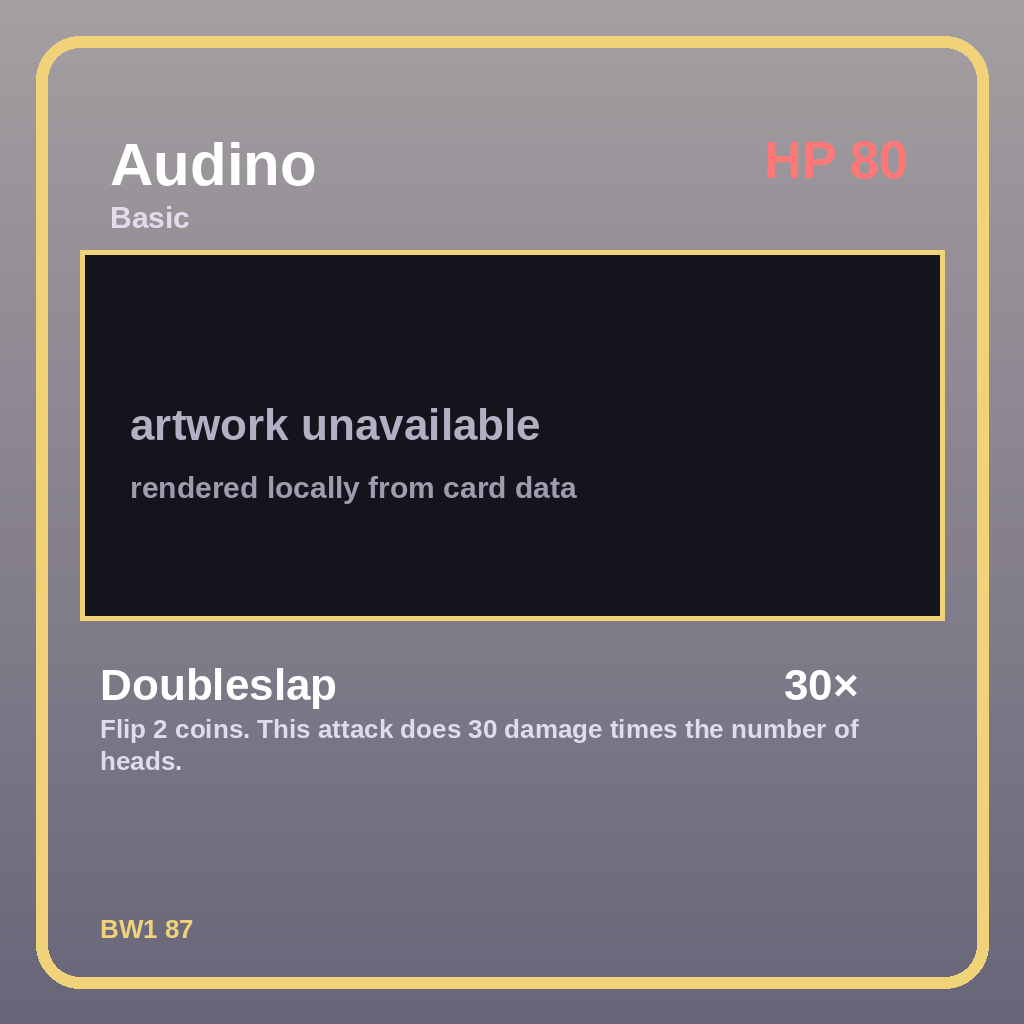 Audino
HP 80
Basic
artwork unavailable
rendered locally from card data
Doubleslap
30×
Flip 2 coins. This attack does 30 damage times the number of
heads.
BW1 87